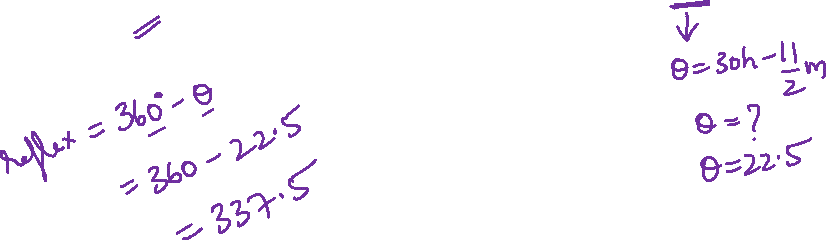 reflex = 360° - θ
= 360 - 22.5
= 337.5
θ = 30h - 11/2 m
θ = ?
θ = 22.5